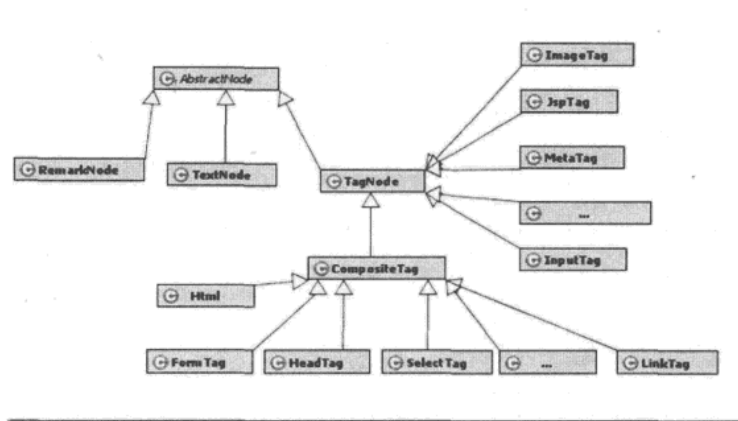 ImageTag
AbstractNode
JspTag
RemarkNode
TextNode
TagNode
MetaTag
...
CompositeTag
InputTag
Html
FormTag
HeadTag
SelectTag
...
LinkTag